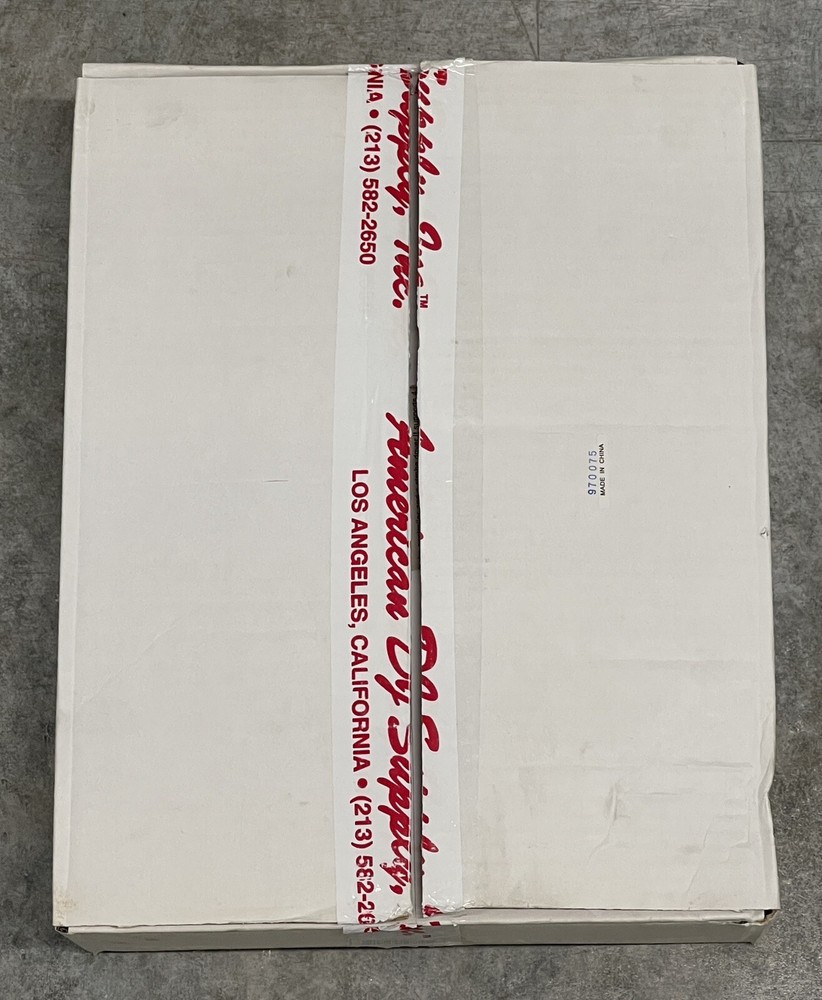 Supply, Inc.™
NIA • (213) 582-2650
American DJ Supply,
LOS ANGELES, CALIFORNIA • (213) 582-26
MADE IN CHINA
970075